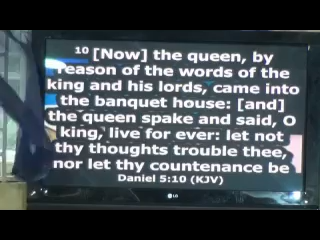 10 [Now] the queen, by
reason of the words of the
king and his lords, came into
the banquet house: [and]
the queen spake and said, O
king, live for ever: let not
thy thoughts trouble thee,
nor let thy countenance be
Daniel 5:10 (KJV)
LG